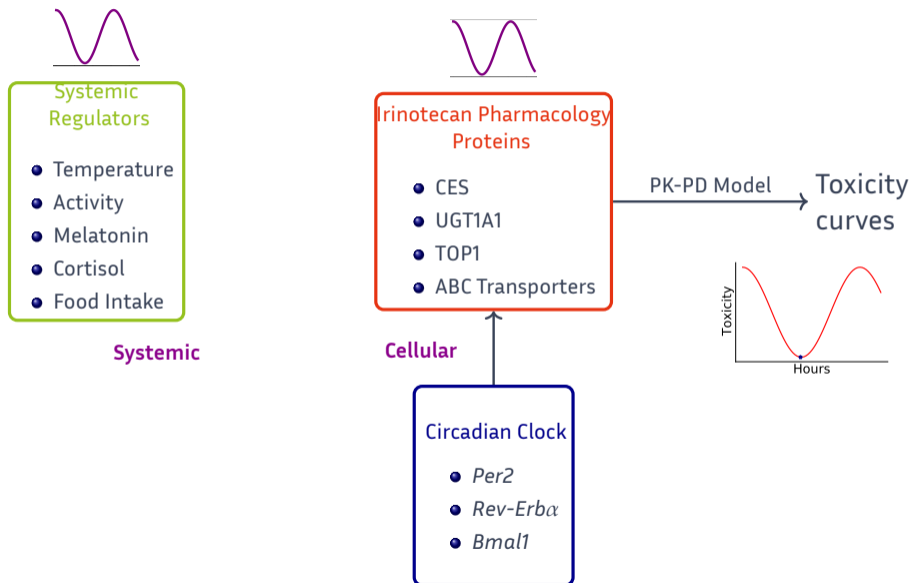 Systemic
Regulators
Temperature
Activity
Melatonin
Cortisol
Food Intake
Systemic
Irinotecan Pharmacology
Proteins
CES
UGT1A1
TOP1
ABC Transporters
Cellular
Circadian Clock
Per2
Rev-Erbα
Bmal1
PK-PD Model
Toxicity
curves
Toxicity
Hours